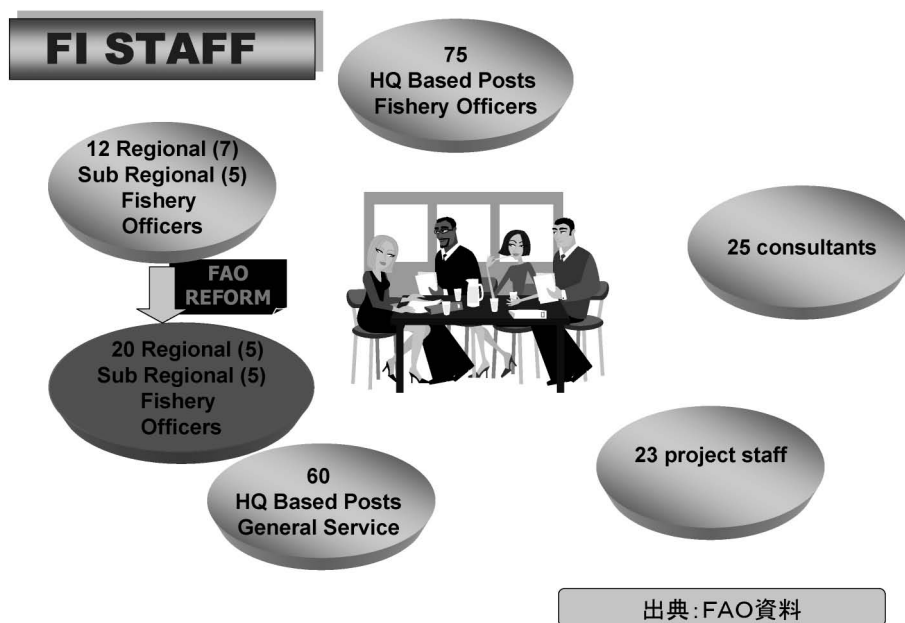 FI STAFF
75
HQ Based Posts
Fishery Officers
12 Regional (7)
Sub Regional (5)
Fishery
Officers
FAO
REFORM
25 consultants
20 Regional (5)
Sub Regional (5)
Fishery
Officers
23 project staff
60
HQ Based Posts
General Service
出典:FAO資料